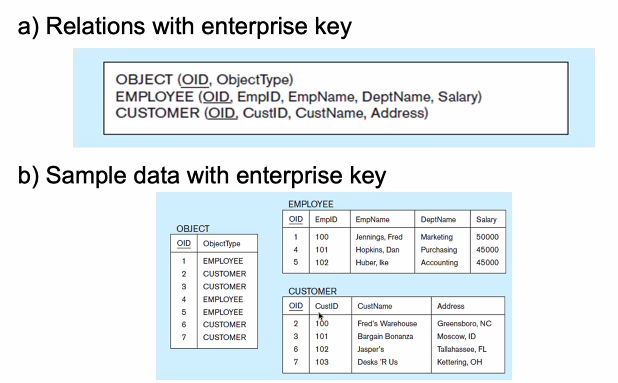 a) Relations with enterprise key
OBJECT (OID, ObjectType)
EMPLOYEE (OID, EmpID, EmpName, DeptName, Salary)
CUSTOMER (OID, CustID, CustName, Address)
b) Sample data with enterprise key
OBJECT
OID ObjectType
1 EMPLOYEE
2 CUSTOMER
3 CUSTOMER
4 EMPLOYEE
5 EMPLOYEE
6 CUSTOMER
7 CUSTOMER
EMPLOYEE
OID EmpID EmpName DeptName Salary
1 100 Jennings, Fred Marketing 50000
4 101 Hopkins, Dan Purchasing 45000
5 102 Huber, Ike Accounting 45000
CUSTOMER
OID CustID CustName Address
2 100 Fred's Warehouse Greensboro, NC
3 101 Bargain Bonanza Moscow, ID
6 102 Jasper's Tallahassee, FL
7 103 Desks 'R Us Kettering, OH